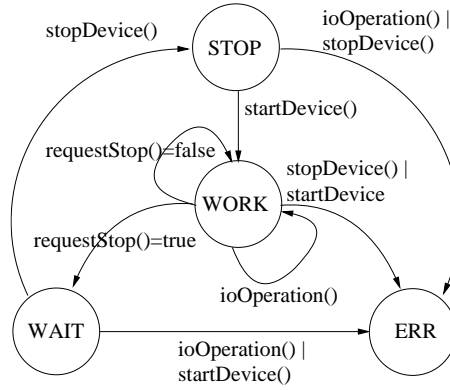 ioOperation() |
stopDevice()
stopDevice()
STOP
startDevice()
requestStop()=false
stopDevice() |
startDevice
WORK
requestStop()=true
ioOperation()
WAIT
ERR
ioOperation() |
startDevice()